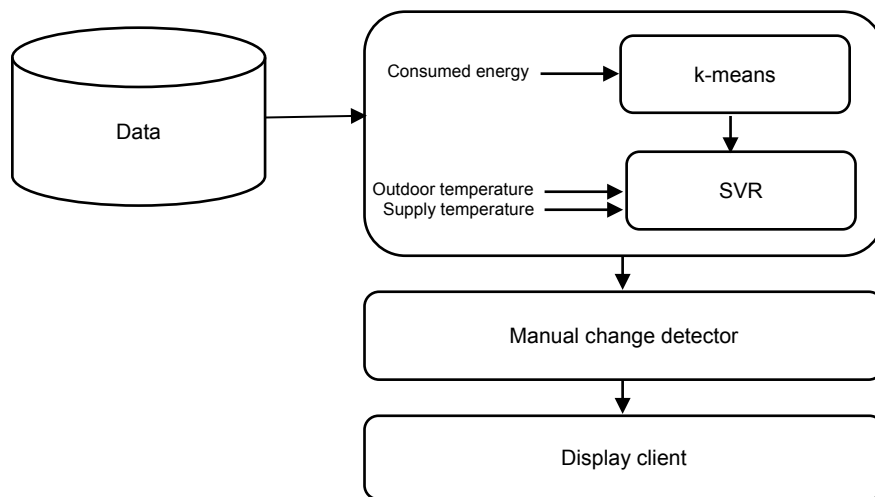 Data
Consumed energy
k-means
Outdoor temperature
Supply temperature
SVR
Manual change detector
Display client